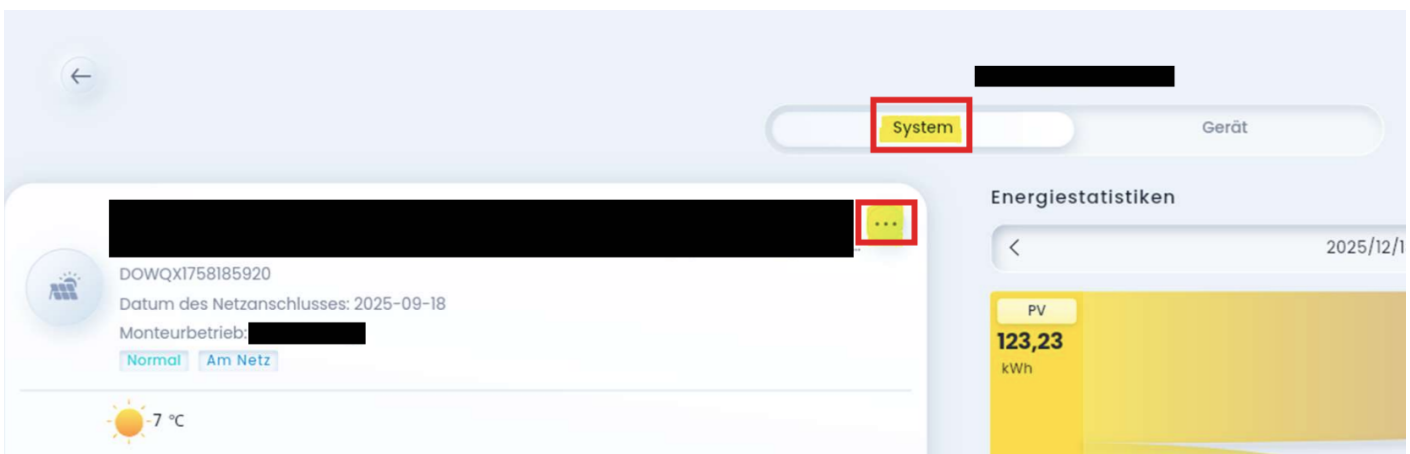 System
Gerät
Energiestatistiken
...
2025/12/1
DOWQX1758185920
Datum des Netzanschlusses: 2025-09-18
Monteurbetrieb:
Normal Am Netz
PV
123,23
kWh
-7 °C